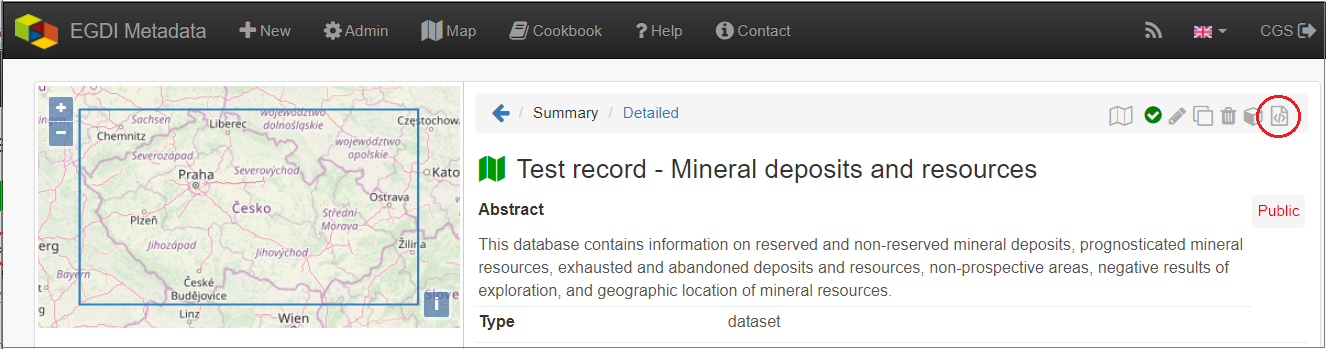 EGDI Metadata New Admin Map Cookbook Help Contact CGS
/ Summary / Detailed
Test record - Mineral deposits and resources
Abstract
Public
This database contains information on reserved and non-reserved mineral deposits, prognosticated mineral
resources, exhausted and abandoned deposits and resources, non-prospective areas, negative results of
exploration, and geographic location of mineral resources.
Type dataset
+
−
Sachsen
Liberec
województwo
dolnośląskie
Częstochowa
Chemnitz
województwo
opolskie
Severozápad
Severovýchod
Praha
Kato
Ostrava
Česko
Střední
Morava
Plzeň
Jihozápad
Jihovýchod
Žilina
erg
Bayern
České
Budějovice
Slove
i
Linz
Wien